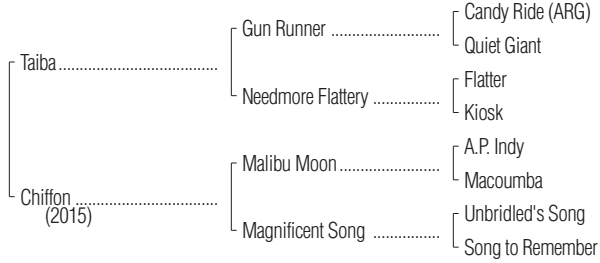 Candy Ride (ARG)
Gun Runner ........................
Quiet Giant
Taiba...................................
Flatter
Needmore Flattery ...............
Kiosk
A.P. Indy
Malibu Moon ......................
Macoumba
Chiffon ...............................
(2015)
Unbridled's Song
Magnificent Song ...............
Song to Remember